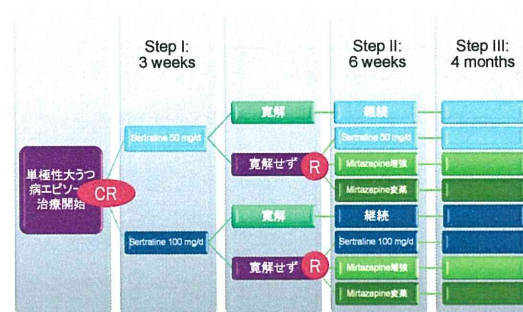 Step I:
3 weeks
Step II:
6 weeks
Step III:
4 months
単極性大うつ
病エピソー
治療開始
CR
Sertraline 50 mg/d
寛解
寛解せず
R
継続
Sertraline 50 mg/d
Mirtazapine増強
Mirtazapine変薬
Sertraline 100 mg/d
寛解
寛解せず
R
継続
Sertraline 100 mg/d
Mirtazapine増強
Mirtazapine変薬